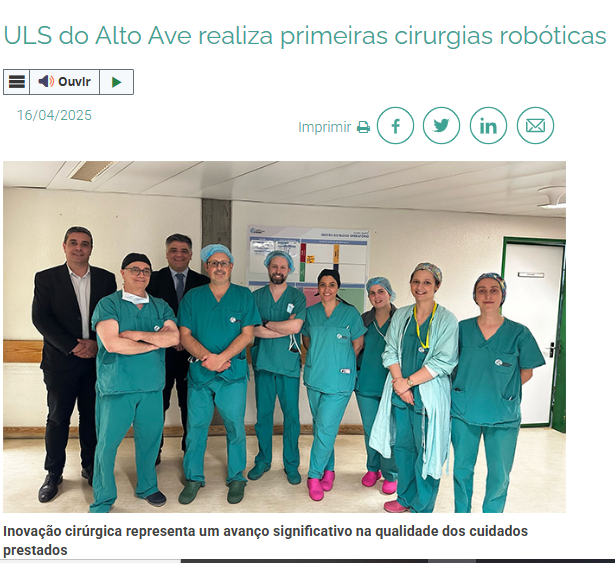 ULS do Alto Ave realiza primeiras cirurgias robóticas
Ouvir
16/04/2025
Imprimir
Inovação cirúrgica representa um avanço significativo na qualidade dos cuidados
prestados